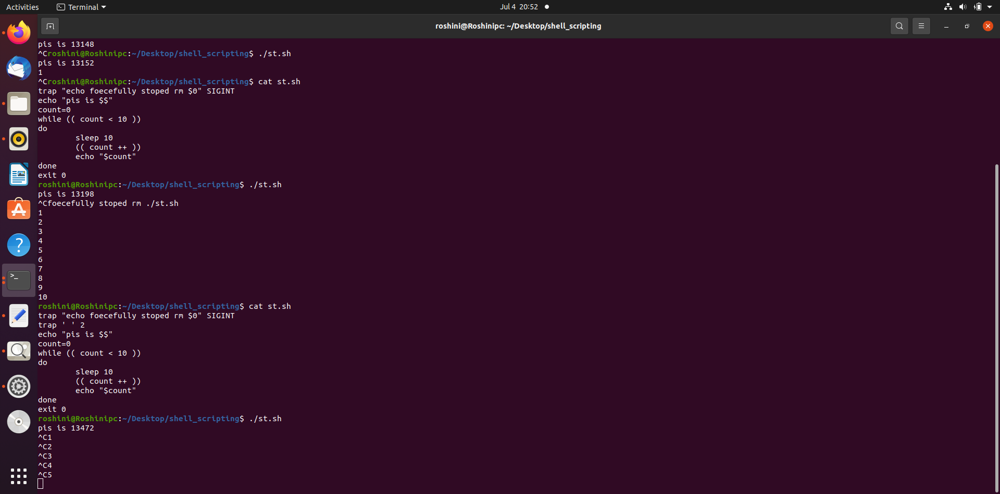 Activities
Terminal
Jul 4 20:52
roshini@Roshinipc: ~/Desktop/shell_scripting
pis is 13148
^Croshini@Roshinipc:~/Desktop/shell_scripting$ ./st.sh
pis is 13152
1
^Croshini@Roshinipc:~/Desktop/shell_scripting$ cat st.sh
trap "echo foecefully stoped rm $0" SIGINT
echo "pis is $$"
count=0
while (( count < 10 ))
do
        sleep 10
        (( count ++ ))
        echo "$count"
done
exit 0
roshini@Roshinipc:~/Desktop/shell_scripting$ ./st.sh
pis is 13198
^Cfoecefully stoped rm ./st.sh
1
2
3
4
5
6
7
8
9
10
roshini@Roshinipc:~/Desktop/shell_scripting$ cat st.sh
trap "echo foecefully stoped rm $0" SIGINT
trap ' ' 2
echo "pis is $$"
count=0
while (( count < 10 ))
do
        sleep 10
        (( count ++ ))
        echo "$count"
done
exit 0
roshini@Roshinipc:~/Desktop/shell_scripting$ ./st.sh
pis is 13472
^C1
^C2
^C3
^C4
^C5